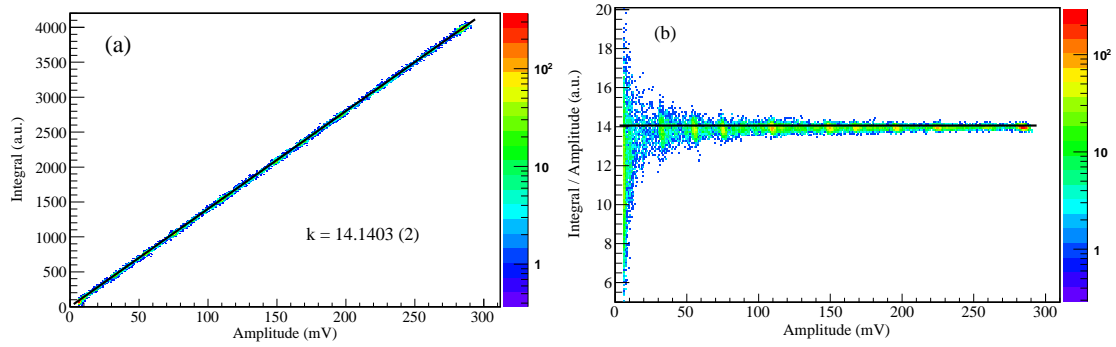 (a)
Integral (a.u.)
4000
3500
3000
2500
2000
1500
1000
500
0
0 50 100 150 200 250 300
Amplitude (mV)
k = 14.1403 (2)
10²
10
1
(b)
Integral / Amplitude (a.u.)
20
18
16
14
12
10
8
6
0 50 100 150 200 250 300
Amplitude (mV)
10²
10
1